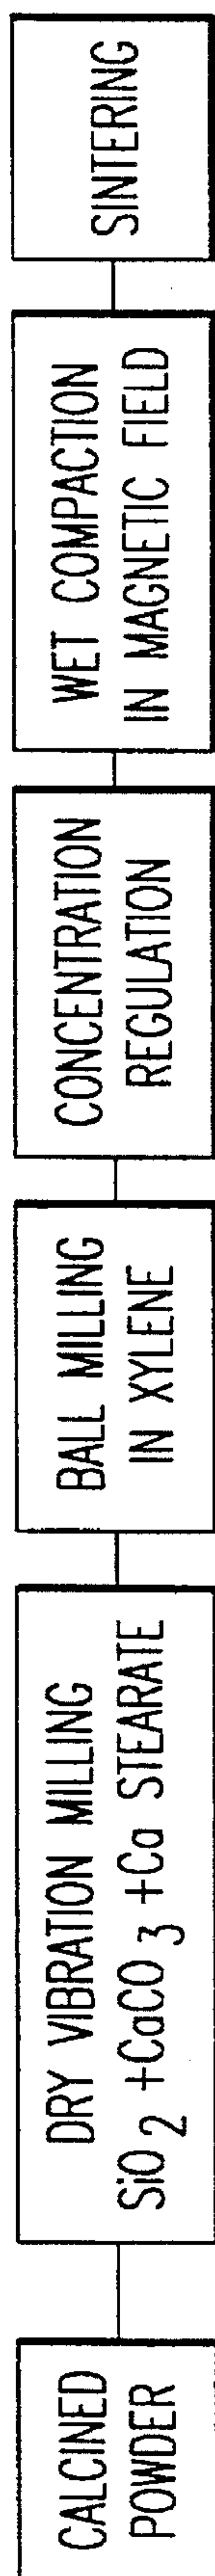 CALCINED
POWDER
DRY VIBRATION MILLING
SiO2 +CaCO3 +Ca STEARATE
BALL MILLING
IN XYLENE
CONCENTRATION
REGULATION
WET COMPACTION
IN MAGNETIC FIELD
SINTERING